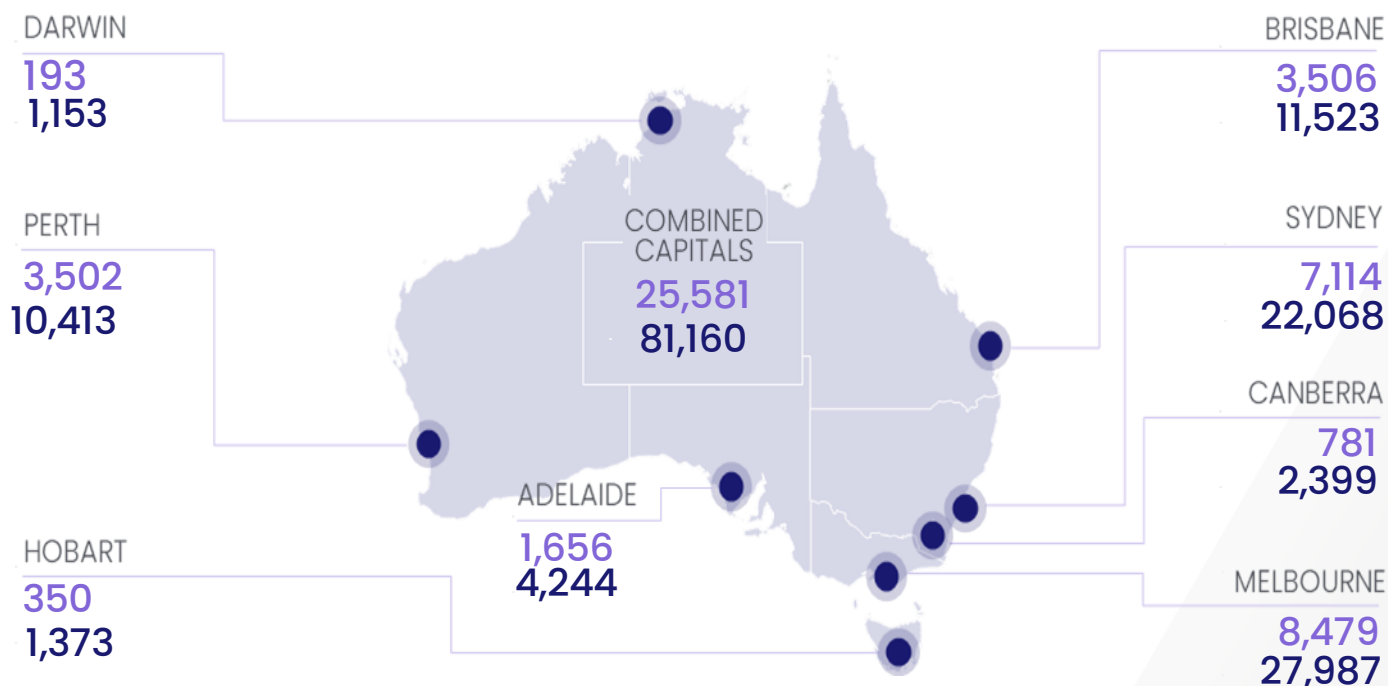 DARWIN
193
1,153
PERTH
3,502
10,413
HOBART
350
1,373
COMBINED
CAPITALS
25,581
81,160
ADELAIDE
1,656
4,244
BRISBANE
3,506
11,523
SYDNEY
7,114
22,068
CANBERRA
781
2,399
MELBOURNE
8,479
27,987